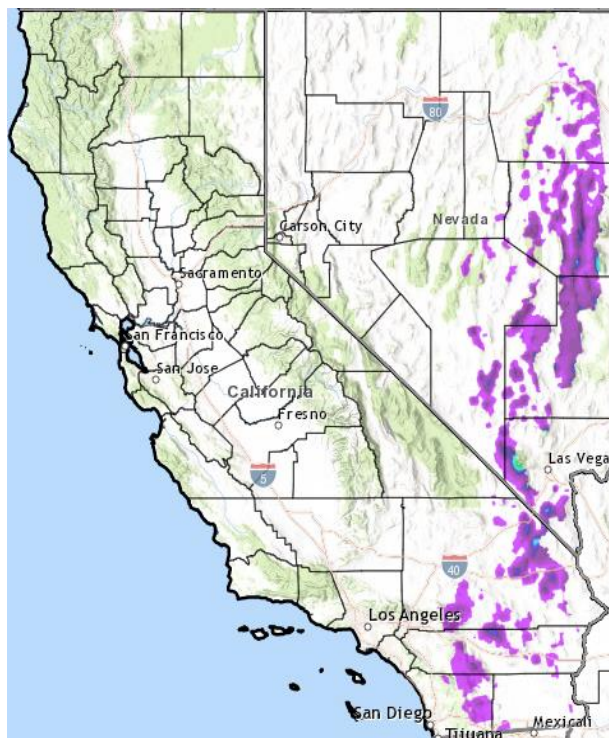 80
Nevada
Carson City
Sacramento
San Francisco
San Jose
California
Fresno
Las Vega
5
40
Los Angeles
San Diego
Mexicali
Tijuana